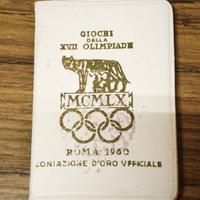 GIOCHI
DELLA
XVII OLIMPIADE
MCMLX
ROMA 1960
CONIAZIONE D'ORO UFFICIALE